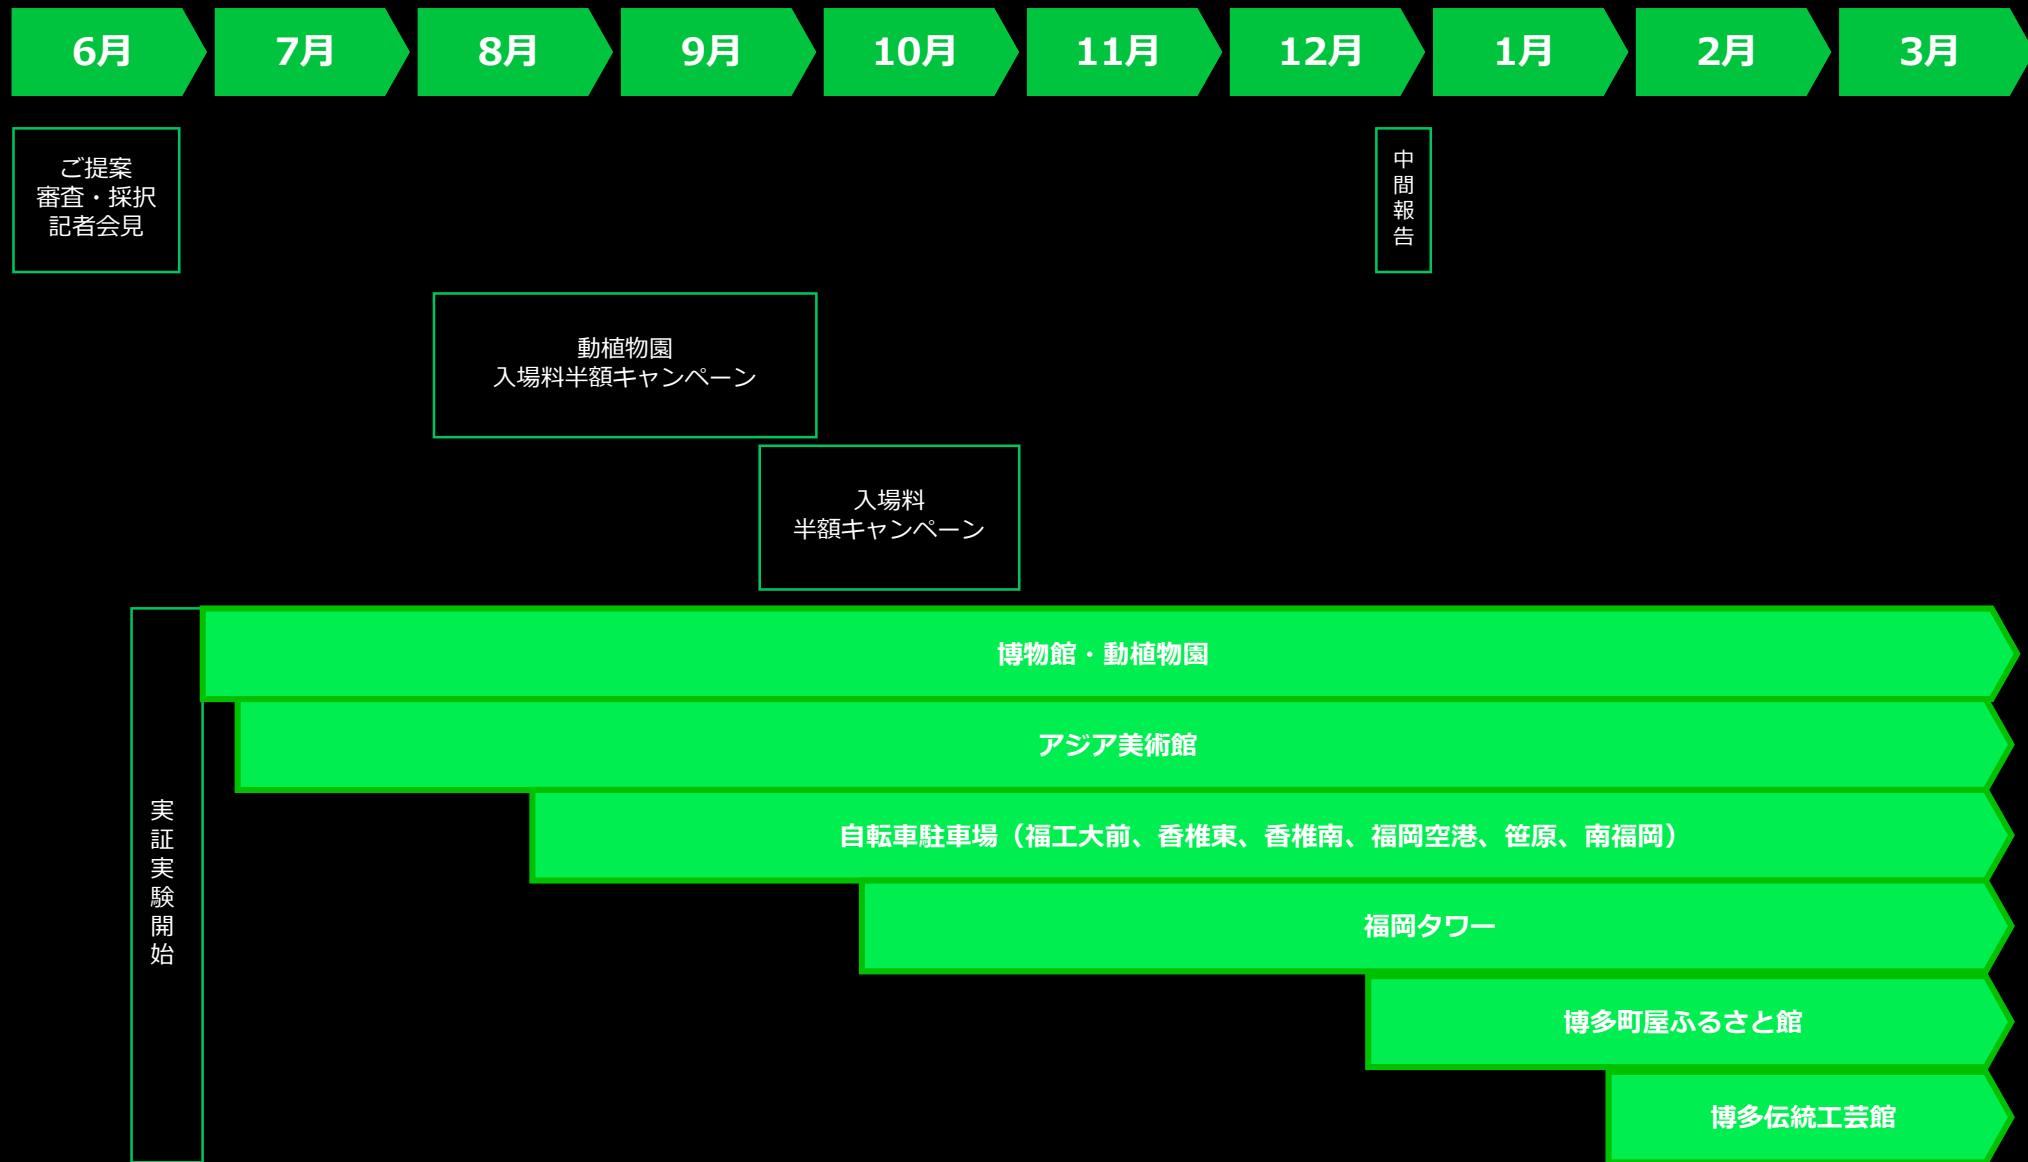 6月
7月
8月
9月
10月
11月
12月
1月
2月
3月
ご提案
審査・採択
記者会見
中間報告
動植物園
入場料半額キャンペーン
入場料
半額キャンペーン
実証実験開始
博物館・動植物園
アジア美術館
自転車駐車場（福工大前、香椎東、香椎南、福岡空港、笹原、南福岡）
福岡タワー
博多町屋ふるさと館
博多伝統工芸館